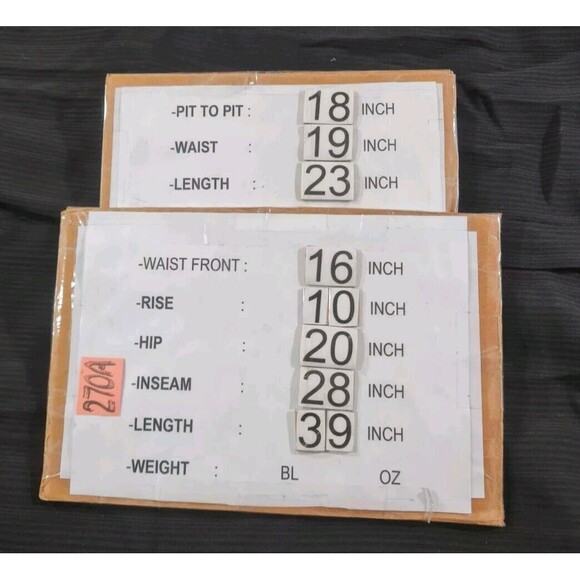 -PIT TO PIT : 18 INCH
-WAIST : 19 INCH
-LENGTH : 23 INCH
-WAIST FRONT : 16 INCH
-RISE : 10 INCH
-HIP : 20 INCH
-INSEAM : 28 INCH
-LENGTH : 39 INCH
-WEIGHT : BL OZ
270A